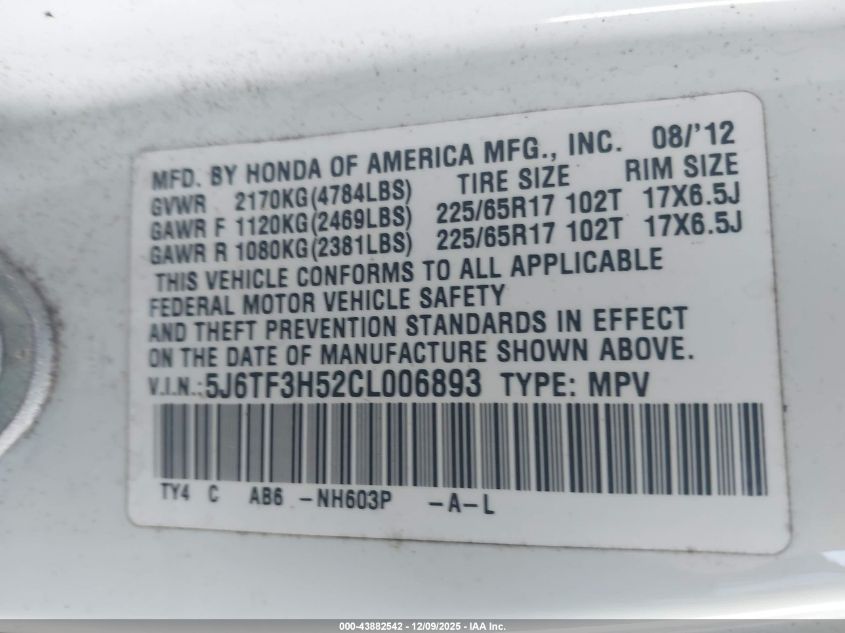 MFD. BY HONDA OF AMERICA MFG., INC. 08/'12
GVWR 2170KG(4784LBS) TIRE SIZE RIM SIZE
GAWR F 1120KG(2469LBS) 225/65R17 102T 17X6.5J
GAWR R 1080KG(2381LBS) 225/65R17 102T 17X6.5J
THIS VEHICLE CONFORMS TO ALL APPLICABLE
FEDERAL MOTOR VEHICLE SAFETY
AND THEFT PREVENTION STANDARDS IN EFFECT
ON THE DATE OF MANUFACTURE SHOWN ABOVE.
V.I.N.: 5J6TF3H52CL006893 TYPE: MPV
TY4 C AB6 -NH603P -A-L
000-43882542 - 12/09/2025 - IAA Inc.